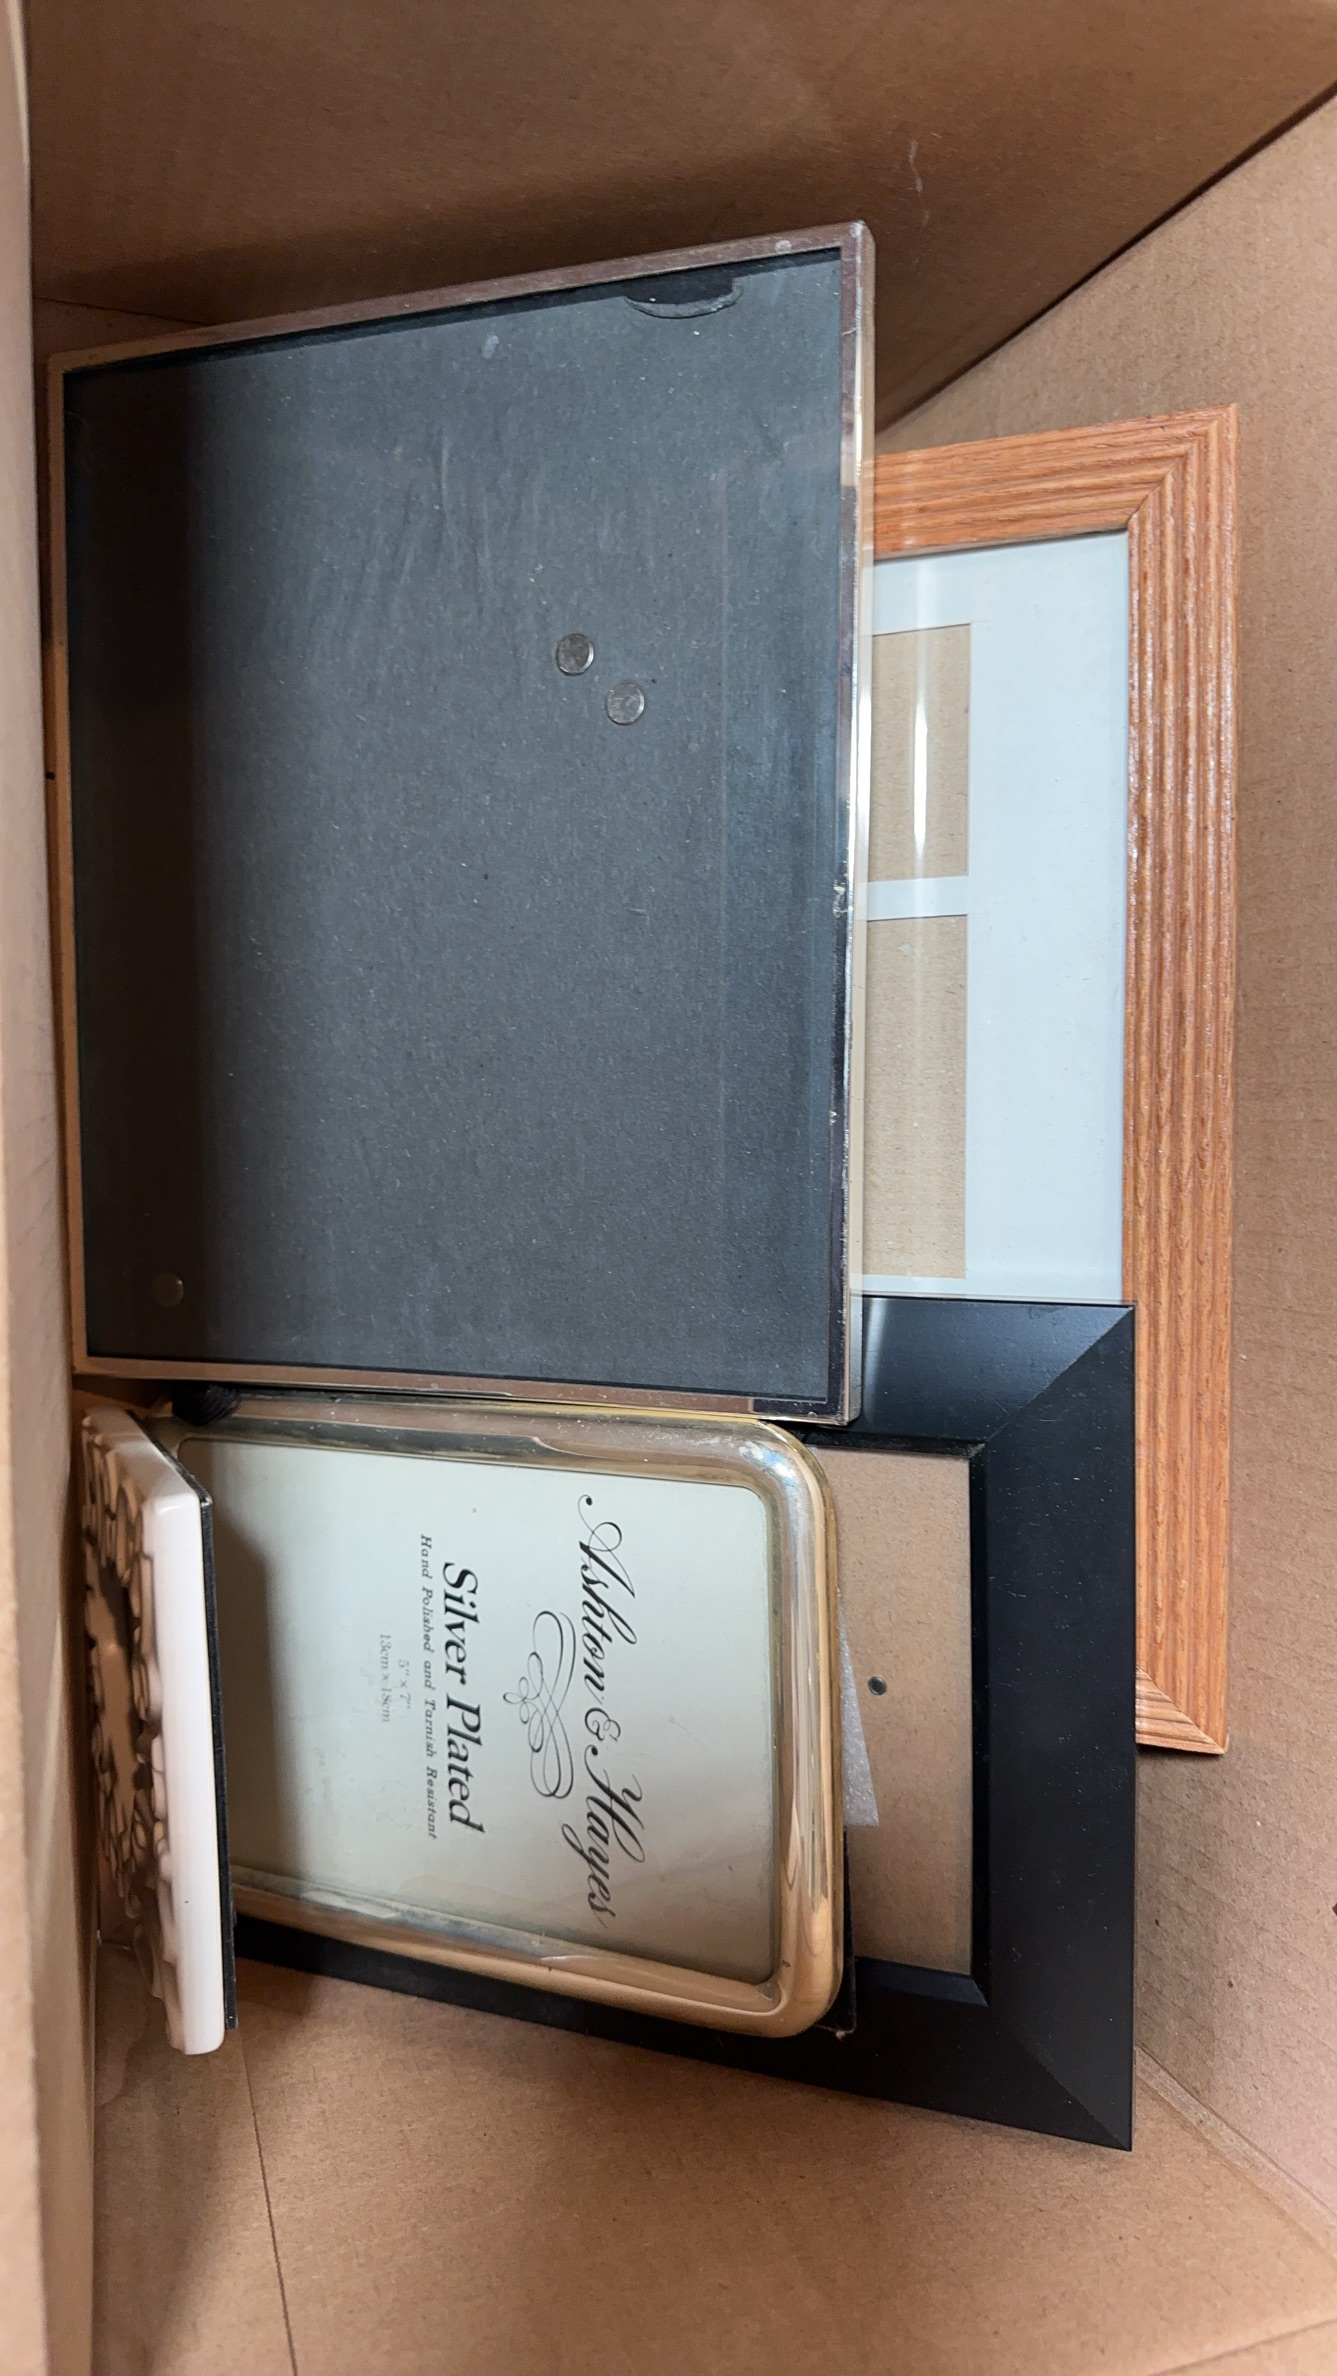 Ashton & Hayes
Silver Plated
Hand Polished and Tarnish Resistant
5" x 7"
13cm x 18cm